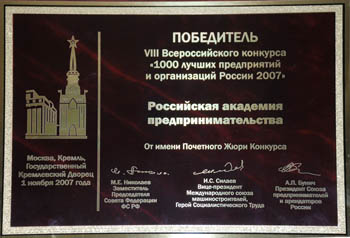 ПОБЕДИТЕЛЬ
VIII Всероссийского конкурса
«1000 лучших предприятий
и организаций России 2007»
Российская академия
предпринимательства
От имени Почетного Жюри Конкурса
Москва, Кремль,
Государственный
Кремлевский Дворец
1 ноября 2007 года
М.Е. Николаев
Заместитель
Председателя
Совета Федерации
ФС РФ
И.С. Силаев
Вице-президент
Международного союза
машиностроителей,
Герой Социалистического Труда
А.П. Бунич
Президент Союза
предпринимателей
и арендаторов
России